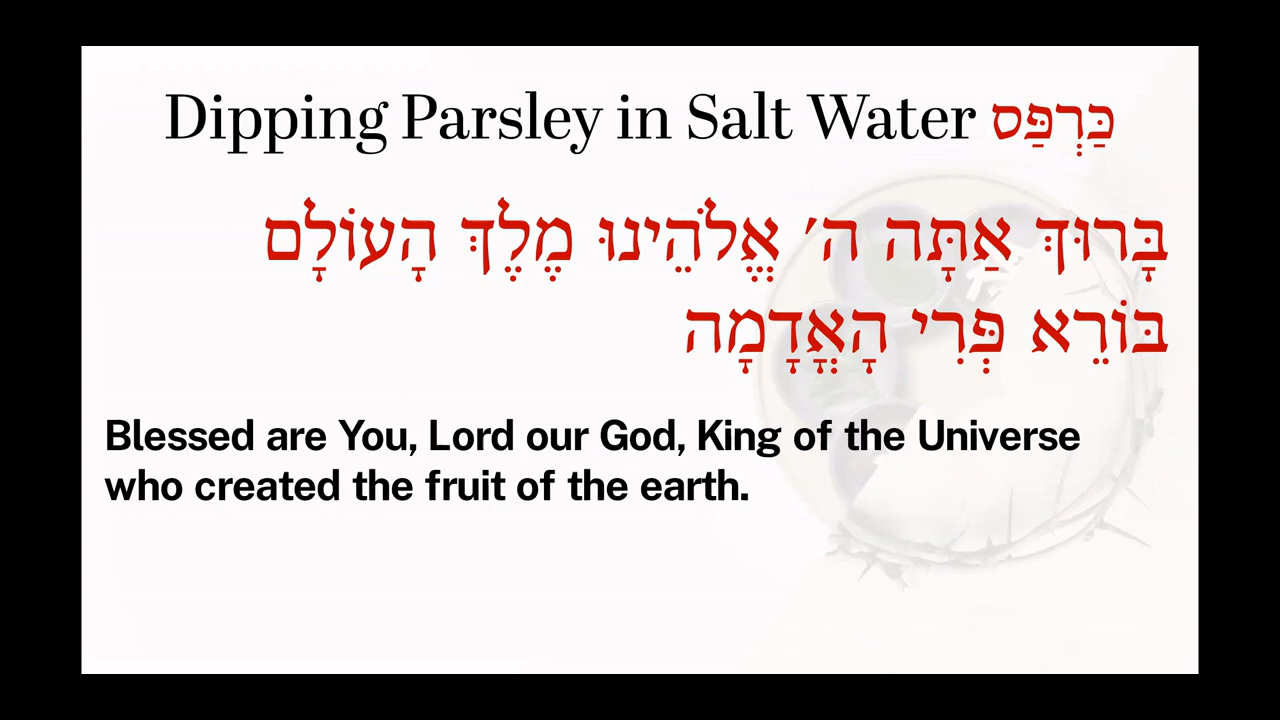 Dipping Parsley in Salt Water כַּרְפַּס
בָּרוּךְ אַתָּה ה׳ אֱלֹהֵינוּ מֶלֶךְ הָעוֹלָם
בּוֹרֵא פְּרִי הָאֲדָמָה
Blessed are You, Lord our God, King of the Universe
who created the fruit of the earth.